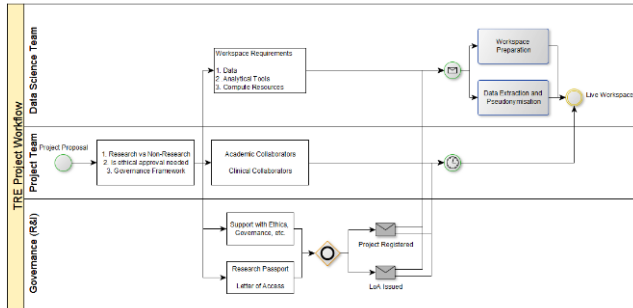 TRE Project Workflow
Data Science Team
Workspace Requirements
1. Data
2. Analytical Tools
3. Compute Resources
Workspace
Preparation
Data Extraction and
Pseudonymisation
Live Workspace
Project Team
Project Proposal
1. Research vs Non-Research
2. Is ethical approval needed
3. Governance Framework
Academic Collaborators
Clinical Collaborators
Governance (R&I)
Support with Ethics,
Governance, etc.
Research Passport
Letter of Access
Project Registered
LoA Issued